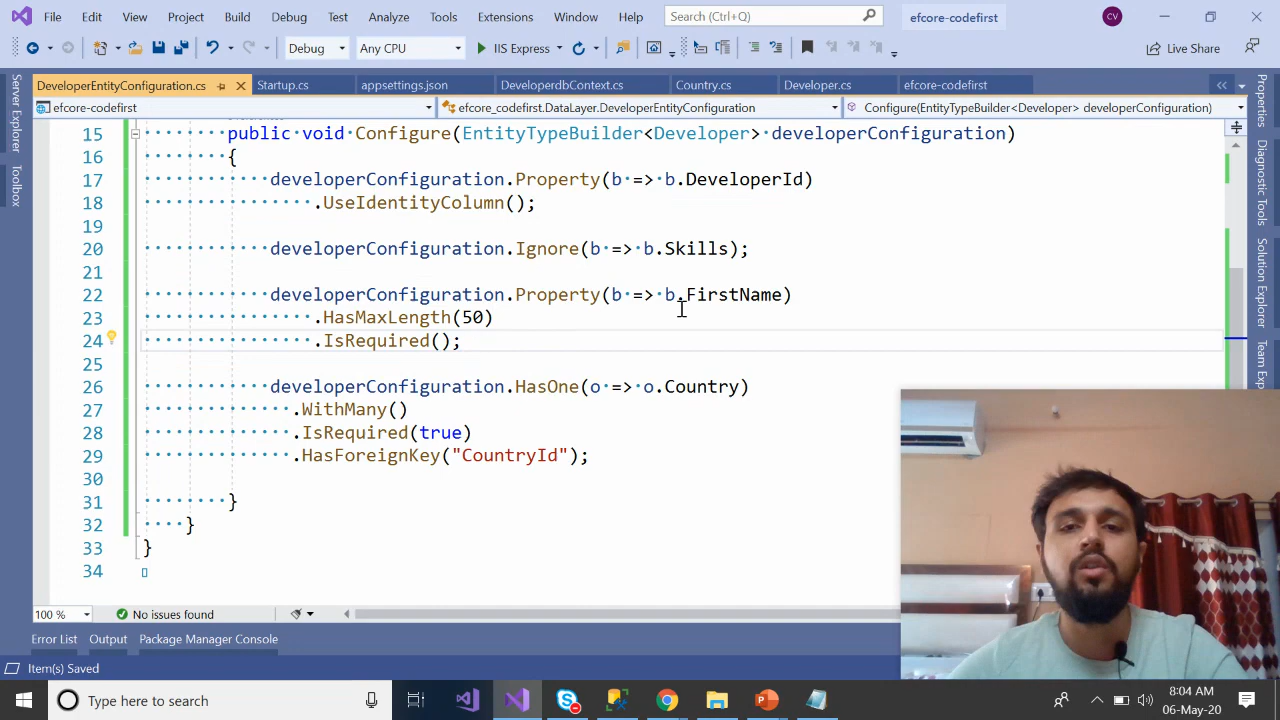 File Edit View Project Build Debug Test Analyze Tools Extensions Window Help Search (Ctrl+Q) efcore-codefirst CV
Debug Any CPU IIS Express Live Share
DeveloperEntityConfiguration.cs Startup.cs appsettings.json DeveloperdbContext.cs Country.cs Developer.cs efcore-codefirst
efcore-codefirst efcore_codefirst.DataLayer.DeveloperEntityConfiguration Configure(EntityTypeBuilder<Developer> developerConfiguration)
Server Explorer
Toolbox
15 public void Configure(EntityTypeBuilder<Developer> developerConfiguration)
16 {
17 developerConfiguration.Property(b => b.DeveloperId)
18 .UseIdentityColumn();
19
20 developerConfiguration.Ignore(b => b.Skills);
21
22 developerConfiguration.Property(b => b.FirstName)
23 .HasMaxLength(50)
24 .IsRequired();
25
26 developerConfiguration.HasOne(o => o.Country)
27 .WithMany()
28 .IsRequired(true)
29 .HasForeignKey("CountryId");
30
31 }
32 }
33 }
34
Properties
Diagnostic Tools
Solution Explorer
100 % No issues found
Error List Output Package Manager Console
Item(s) Saved
Type here to search
8:04 AM
06-May-20